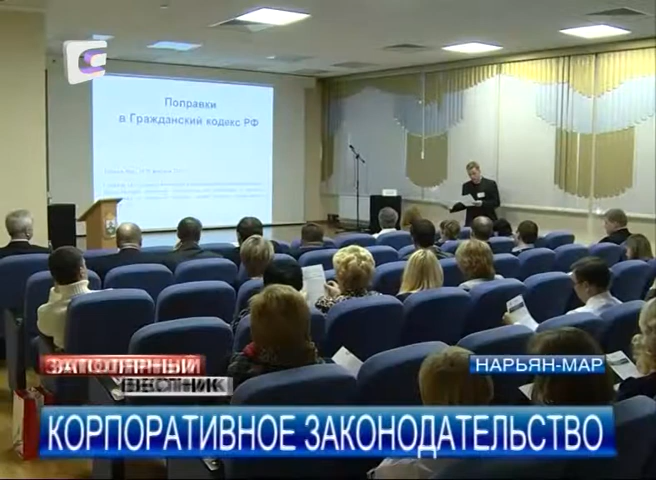 Поправки
в Гражданский кодекс РФ
НАРЬЯН-МАР
ЗАПОЛЯРНЫЙ
ВЕСТНИК
КОРПОРАТИВНОЕ ЗАКОНОДАТЕЛЬСТВО